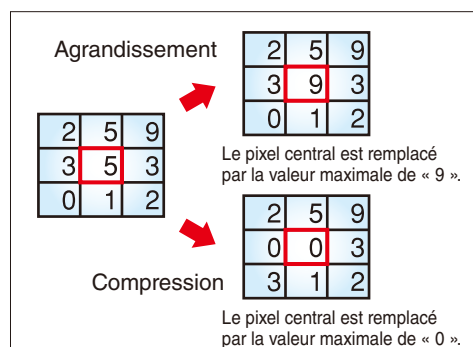 Agrandissement
2 5 9
3 9 3
0 1 2
Le pixel central est remplacé
par la valeur maximale de « 9 ».
2 5 9
3 5 3
0 1 2
Compression
2 5 9
0 0 3
3 1 2
Le pixel central est remplacé
par la valeur maximale de « 0 ».